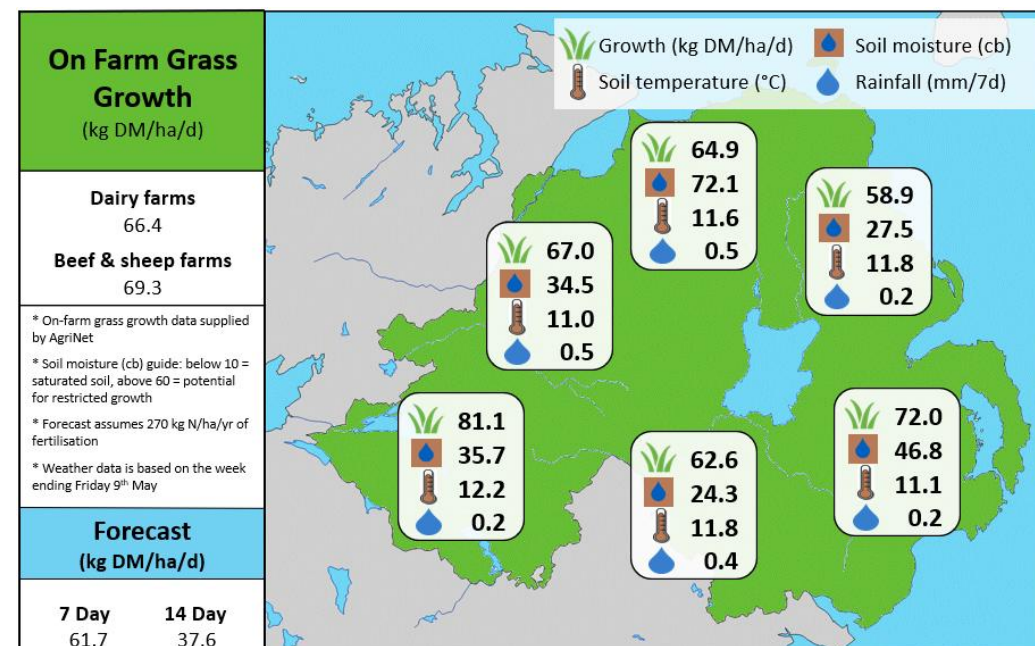 On Farm Grass
Growth
(kg DM/ha/d)
Dairy farms
66.4
Beef & sheep farms
69.3
* On-farm grass growth data supplied
by AgriNet
* Soil moisture (cb) guide: below 10 =
saturated soil, above 60 = potential
for restricted growth
* Forecast assumes 270 kg N/ha/yr of
fertilisation
* Weather data is based on the week
ending Friday 9th May
Forecast
(kg DM/ha/d)
7 Day 14 Day
61.7 37.6
Growth (kg DM/ha/d) Soil moisture (cb)
Soil temperature (°C) Rainfall (mm/7d)
64.9
72.1
11.6
0.5
58.9
27.5
11.8
0.2
67.0
34.5
11.0
0.5
81.1
35.7
12.2
0.2
62.6
24.3
11.8
0.4
72.0
46.8
11.1
0.2